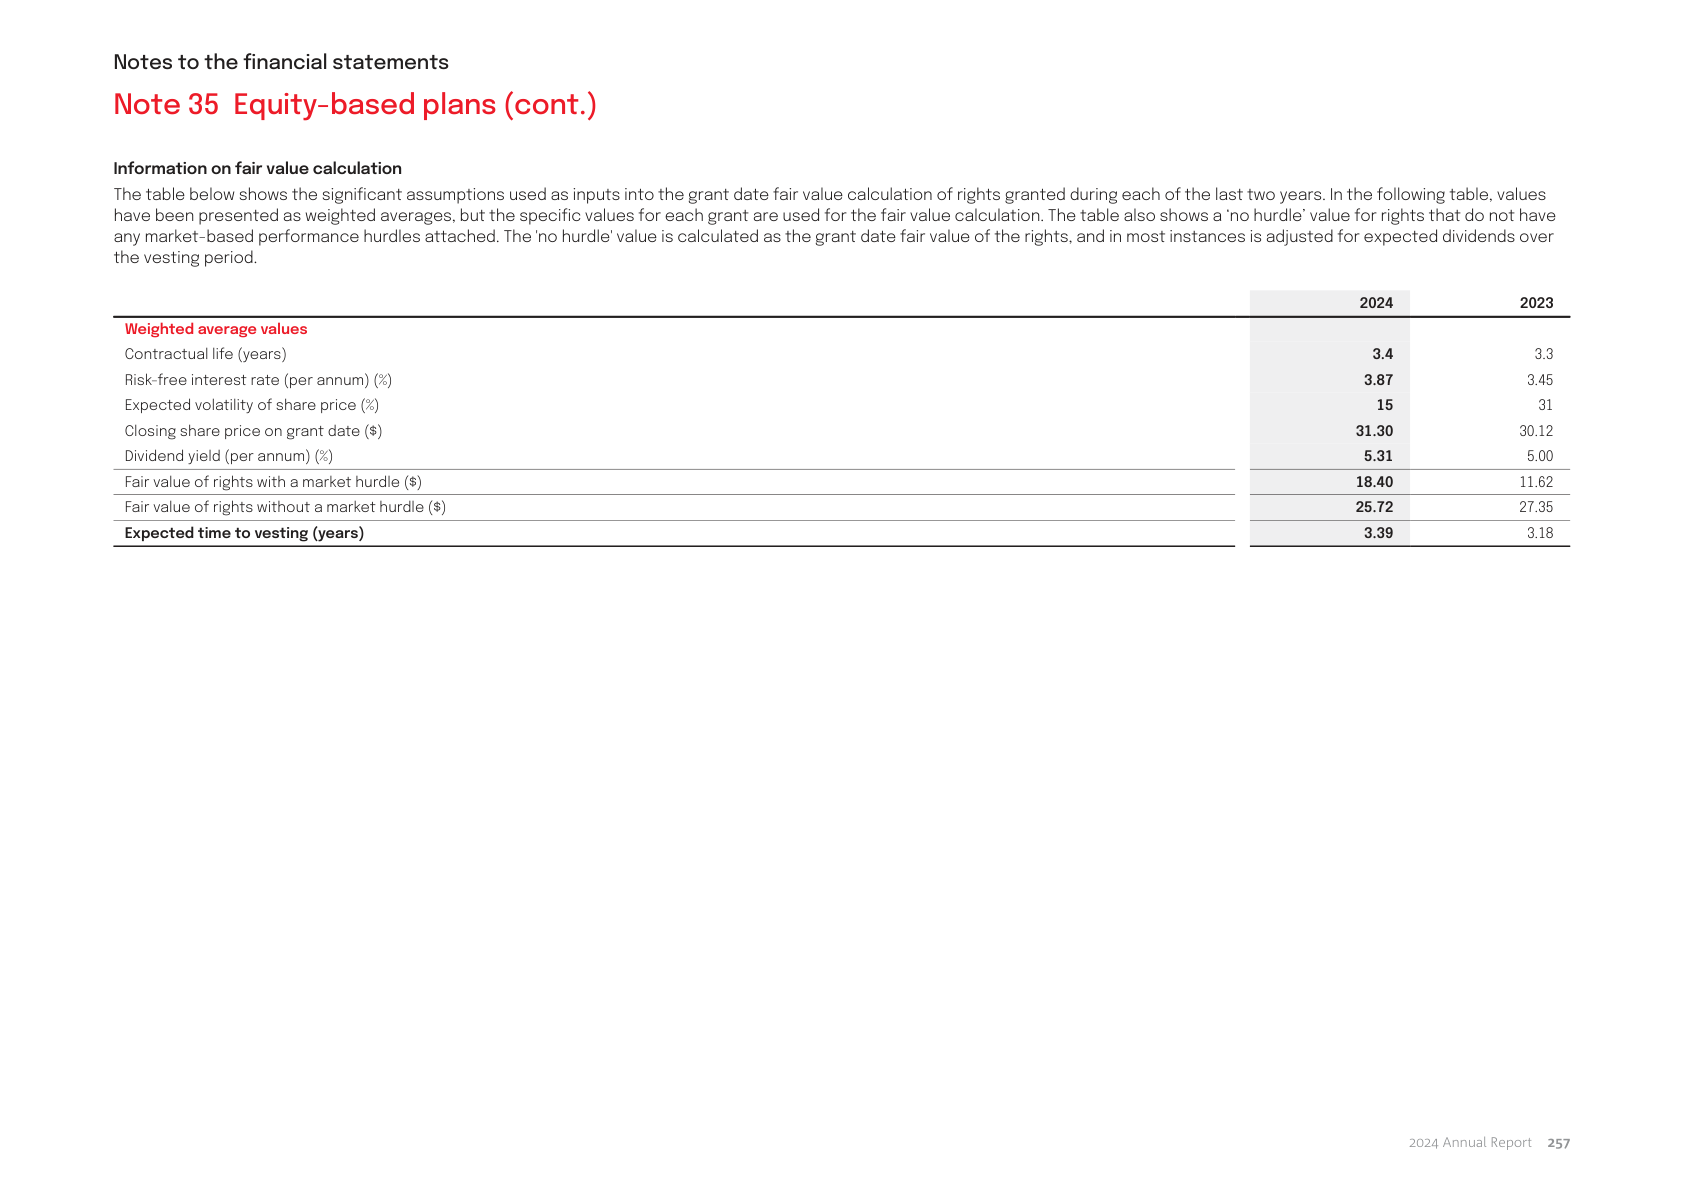 Notes to the financial statements
Note 35 Equity-based plans (cont.)
Information on fair value calculation
The table below shows the significant assumptions used as inputs into the grant date fair value calculation of rights granted during each of the last two years. In the following table, values
have been presented as weighted averages, but the specific values for each grant are used for the fair value calculation. The table also shows a ‘no hurdle’ value for rights that do not have
any market-based performance hurdles attached. The 'no hurdle' value is calculated as the grant date fair value of the rights, and in most instances is adjusted for expected dividends over
the vesting period.
2024 2023
Weighted average values
Contractual life (years) 3.4 3.3
Risk-free interest rate (per annum) (%) 3.87 3.45
Expected volatility of share price (%) 15 31
Closing share price on grant date ($) 31.30 30.12
Dividend yield (per annum) (%) 5.31 5.00
Fair value of rights with a market hurdle ($) 18.40 11.62
Fair value of rights without a market hurdle ($) 25.72 27.35
Expected time to vesting (years) 3.39 3.18
2024 Annual Report 257